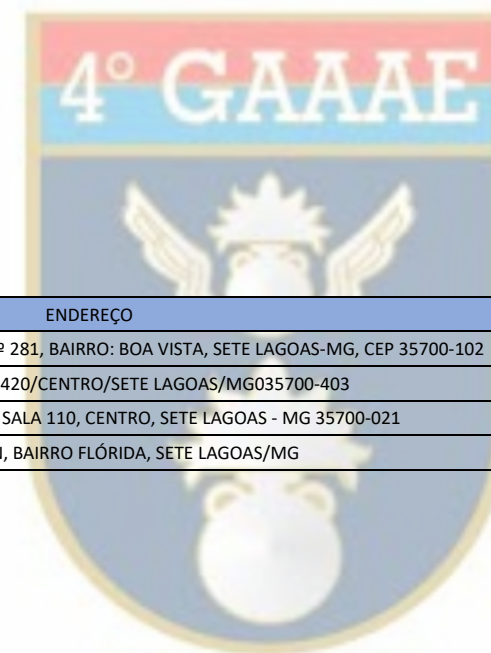 4° GAAAE
ENDEREÇO
º 281, BAIRRO: BOA VISTA, SETE LAGOAS-MG, CEP 35700-102
420/CENTRO/SETE LAGOAS/MG035700-403
SALA 110, CENTRO, SETE LAGOAS - MG 35700-021
, BAIRRO FLÓRIDA, SETE LAGOAS/MG